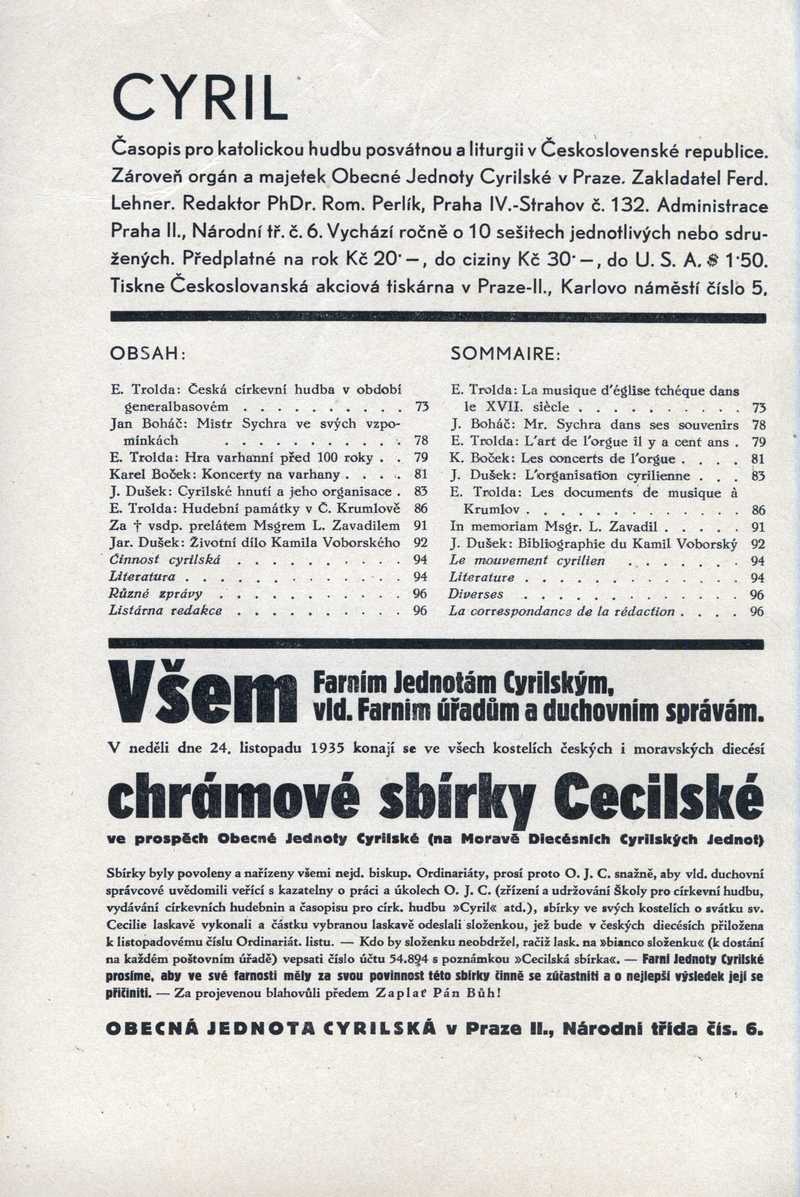 CYRIL
Časopis pro katolickou hudbu posvátnou a liturgii v Československé republice.
Zároveň orgán a majetek Obecné Jednoty Cyrilské v Praze. Zakladatel Ferd.
Lehner. Redaktor PhDr. Rom. Perlík, Praha IV.-Strahov č. 132. Administrace
Praha II., Národní tř. č. 6. Vychází ročně o 10 sešitech jednotlivých nebo sdru-
žených. Předplatné na rok Kč 20·—, do ciziny Kč 30·—, do U. S. A. $ 1·50.
Tiskne Českoslovanská akciová tiskárna v Praze-II., Karlovo náměstí číslo 5.
OBSAH:
E. Trolda: Česká církevní hudba v období
generalbasovém . . . . . . . . . . 73
Jan Boháč: Mistr Sychra ve svých vzpo-
mínkách . . . . . . . . . . . 78
E. Trolda: Hra varhanní před 100 roky . . 79
Karel Boček: Koncerty na varhany . . . . 81
J. Dušek: Cyrilské hnutí a jeho organisace . 83
E. Trolda: Hudební památky v Č. Krumlově 86
Za † vsdp. prelátem Msgrem L. Zavadilem 91
Jar. Dušek: Životní dílo Kamila Voborského 92
Činnost cyrilská . . . . . . . . . . 94
Literatura . . . . . . . . . . . . . 94
Různé zprávy . . . . . . . . . . . 96
Listárna redakce . . . . . . . . . . 96
SOMMAIRE:
E. Trolda: La musique d'église tchéque dans
le XVII. siècle . . . . . . . . . . 73
J. Boháč: Mr. Sychra dans ses souvenirs 78
E. Trolda: L'art de l'orgue il y a cent ans . 79
K. Boček: Les concerts de l'orgue . . . . 81
J. Dušek: L'organisation cyrilienne . . . 83
E. Trolda: Les documents de musique à
Krumlov . . . . . . . . . . . . . 86
In memoriam Msgr. L. Zavadil . . . . . 91
J. Dušek: Bibliographie du Kamil Voborský 92
Le mouvement cyrilien . . . . . . . 94
Literature . . . . . . . . . . . . . 94
Diverses . . . . . . . . . . . . . 96
La correspondance de la rédaction . . . . 96
Všem Farním Jednotám Cyrilským,
vld. Farním úřadům a duchovním správám.
V neděli dne 24. listopadu 1935 konají se ve všech kostelích českých i moravských diecésí
chrámové sbírky Cecilské
ve prospěch Obecné Jednoty Cyrilské (na Moravě Diecésních Cyrilských Jednot)
Sbírky byly povoleny a nařízeny všemi nejd. biskup. Ordinariáty, prosí proto O. J. C. snažně, aby vld. duchovní
správcové uvědomili věřící s kazatelny o práci a úkolech O. J. C. (zřízení a udržování Školy pro církevní hudbu,
vydávání církevních hudebnin a časopisu pro círk. hudbu »Cyril« atd.), sbírky ve svých kostelích o svátku sv.
Cecilie laskavě vykonali a částku vybranou laskavě odeslali složenkou, jež bude v českých diecésích přiložena
k listopadovému číslu Ordinariát. listu. — Kdo by složenku neobdržel, račiž lask. na »bianco složenku« (k dostání
na každém poštovním úřadě) vepsati číslo účtu 54.894 s poznámkou »Cecilská sbírka«. — Farní Jednoty Cyrilské
prosíme, aby ve své farnosti měly za svou povinnost této sbírky činně se zúčastniti a o nejlepší výsledek její se
přičiniti. — Za projevenou blahovůli předem Zaplať Pán Bůh!
OBECNÁ JEDNOTA CYRILSKÁ v Praze II., Národní třída čís. 6.